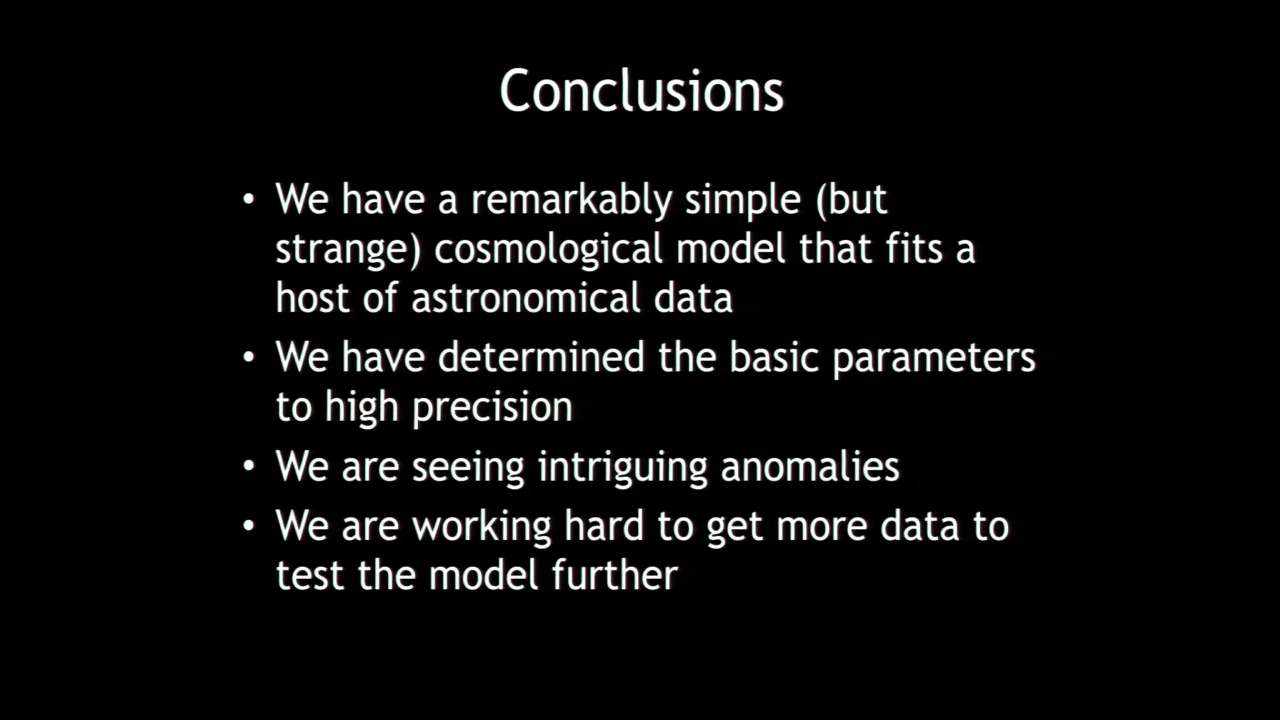 Conclusions
• We have a remarkably simple (but
strange) cosmological model that fits a
host of astronomical data
• We have determined the basic parameters
to high precision
• We are seeing intriguing anomalies
• We are working hard to get more data to
test the model further